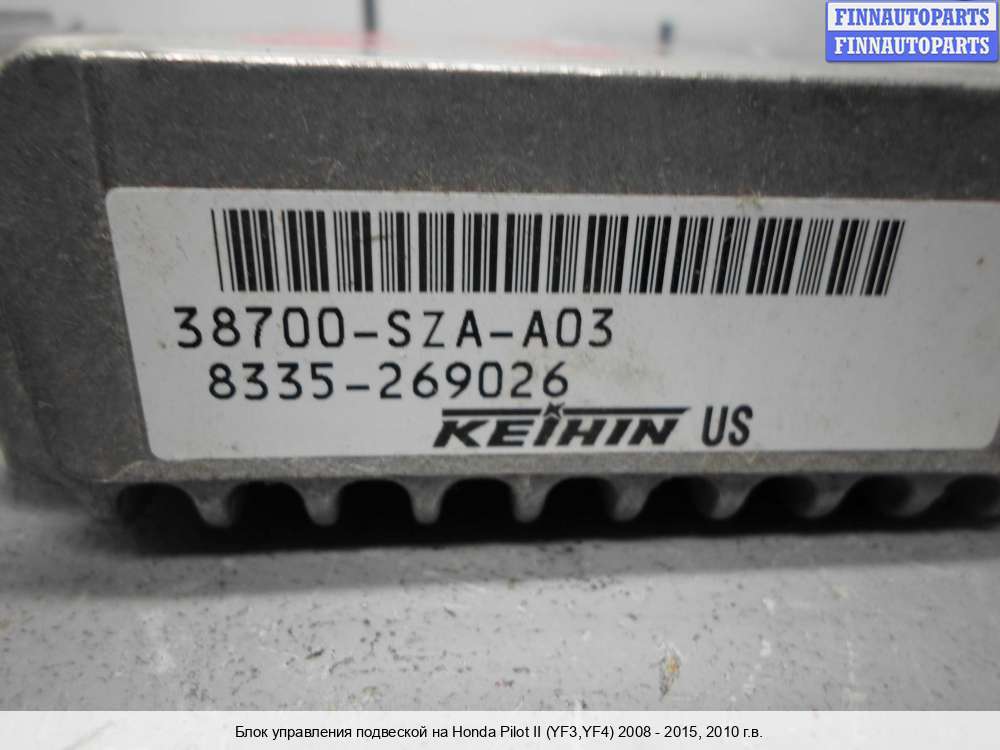 FINNAUTOPARTS
FINNAUTOPARTS
38700-SZA-A03
8335-269026
KEIHIN US
Блок управления подвеской на Honda Pilot II (YF3,YF4) 2008 - 2015, 2010 г.в.